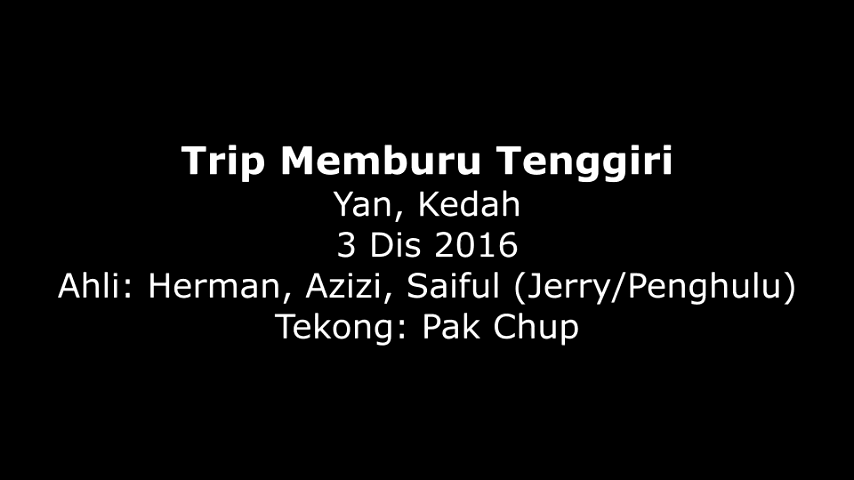 Trip Memburu Tenggiri
Yan, Kedah
3 Dis 2016
Ahli: Herman, Azizi, Saiful (Jerry/Penghulu)
Tekong: Pak Chup